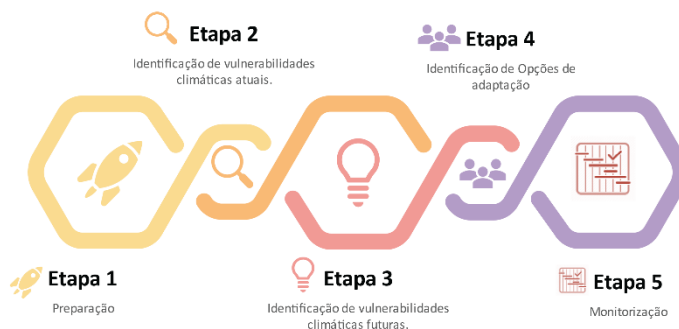 Etapa 2
Identificação de vulnerabilidades
climáticas atuais.
Etapa 4
Identificação de Opções de
adaptação
Etapa 1
Preparação
Etapa 3
Identificação de vulnerabilidades
climáticas futuras.
Etapa 5
Monitorização